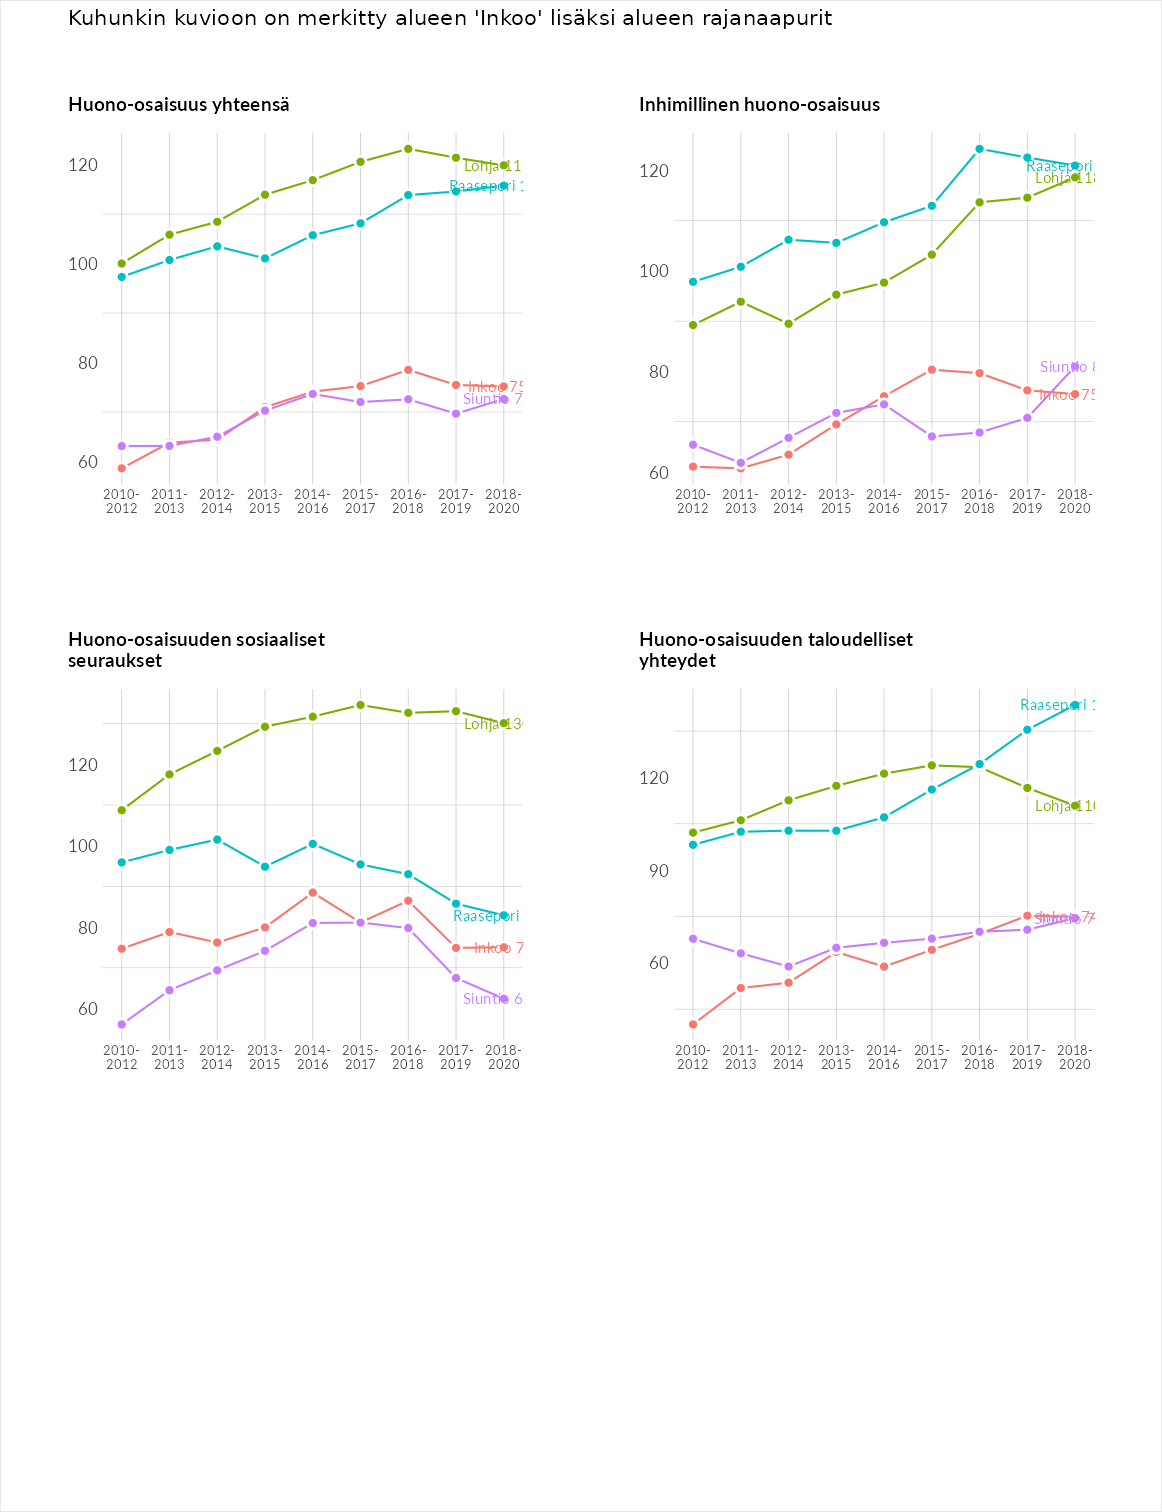 Kuhunkin kuvioon on merkitty alueen 'Inkoo' lisäksi alueen rajanaapurit
Huono-osaisuus yhteensä
120
100
80
60
Lohja 11
Raasepori 1
Inkoo 75
Siuntio 7
2010-2012 2011-2013 2012-2014 2013-2015 2014-2016 2015-2017 2016-2018 2017-2019 2018-2020
Inhimillinen huono-osaisuus
120
100
80
60
Raasepori
Lohja 118
Siuntio 8
Inkoo 75
2010-2012 2011-2013 2012-2014 2013-2015 2014-2016 2015-2017 2016-2018 2017-2019 2018-2020
Huono-osaisuuden sosiaaliset
seuraukset
120
100
80
60
Lohja 13
Raasepori
Inkoo 7
Siuntio 6
2010-2012 2011-2013 2012-2014 2013-2015 2014-2016 2015-2017 2016-2018 2017-2019 2018-2020
Huono-osaisuuden taloudelliset
yhteydet
120
90
60
Raasepori 1
Lohja 110
Inkoo 7
Siuntio 7
2010-2012 2011-2013 2012-2014 2013-2015 2014-2016 2015-2017 2016-2018 2017-2019 2018-2020